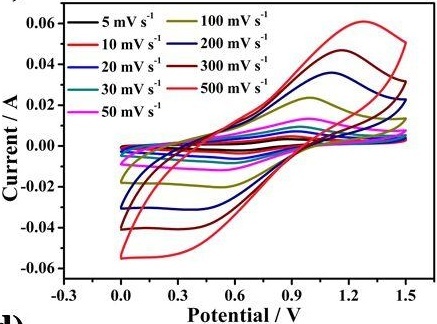 5 mV s⁻¹
10 mV s⁻¹
20 mV s⁻¹
30 mV s⁻¹
50 mV s⁻¹
100 mV s⁻¹
200 mV s⁻¹
300 mV s⁻¹
500 mV s⁻¹
Current / A
0.06
0.04
0.02
0.00
-0.02
-0.04
-0.06
-0.3
0.0
0.3
0.6
0.9
1.2
1.5
Potential / V